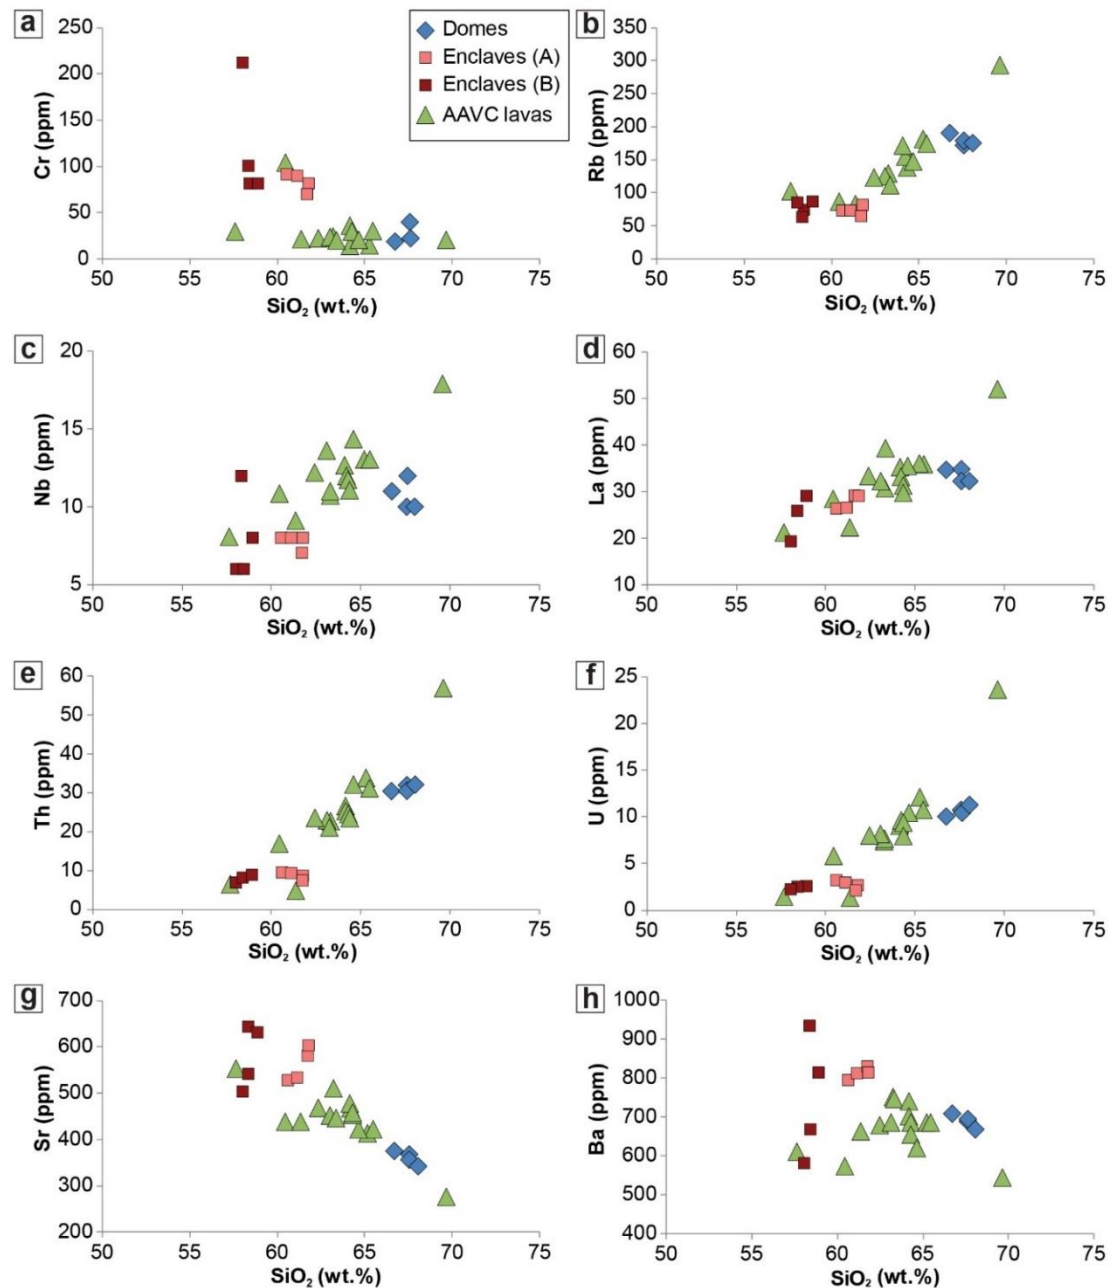 a
250
200
150
100
50
0
Cr (ppm)
50 55 60 65 70 75
SiO₂ (wt.%)
Domes
Enclaves (A)
Enclaves (B)
AAVC lavas
b
350
300
250
200
150
100
50
0
Rb (ppm)
50 55 60 65 70 75
SiO₂ (wt.%)
c
20
15
10
5
Nb (ppm)
50 55 60 65 70 75
SiO₂ (wt.%)
d
60
50
40
30
20
10
La (ppm)
50 55 60 65 70 75
SiO₂ (wt.%)
e
60
50
40
30
20
10
0
Th (ppm)
50 55 60 65 70 75
SiO₂ (wt.%)
f
25
20
15
10
5
0
U (ppm)
50 55 60 65 70 75
SiO₂ (wt.%)
g
700
600
500
400
300
200
Sr (ppm)
50 55 60 65 70 75
SiO₂ (wt.%)
h
1000
900
800
700
600
500
400
Ba (ppm)
50 55 60 65 70 75
SiO₂ (wt.%)